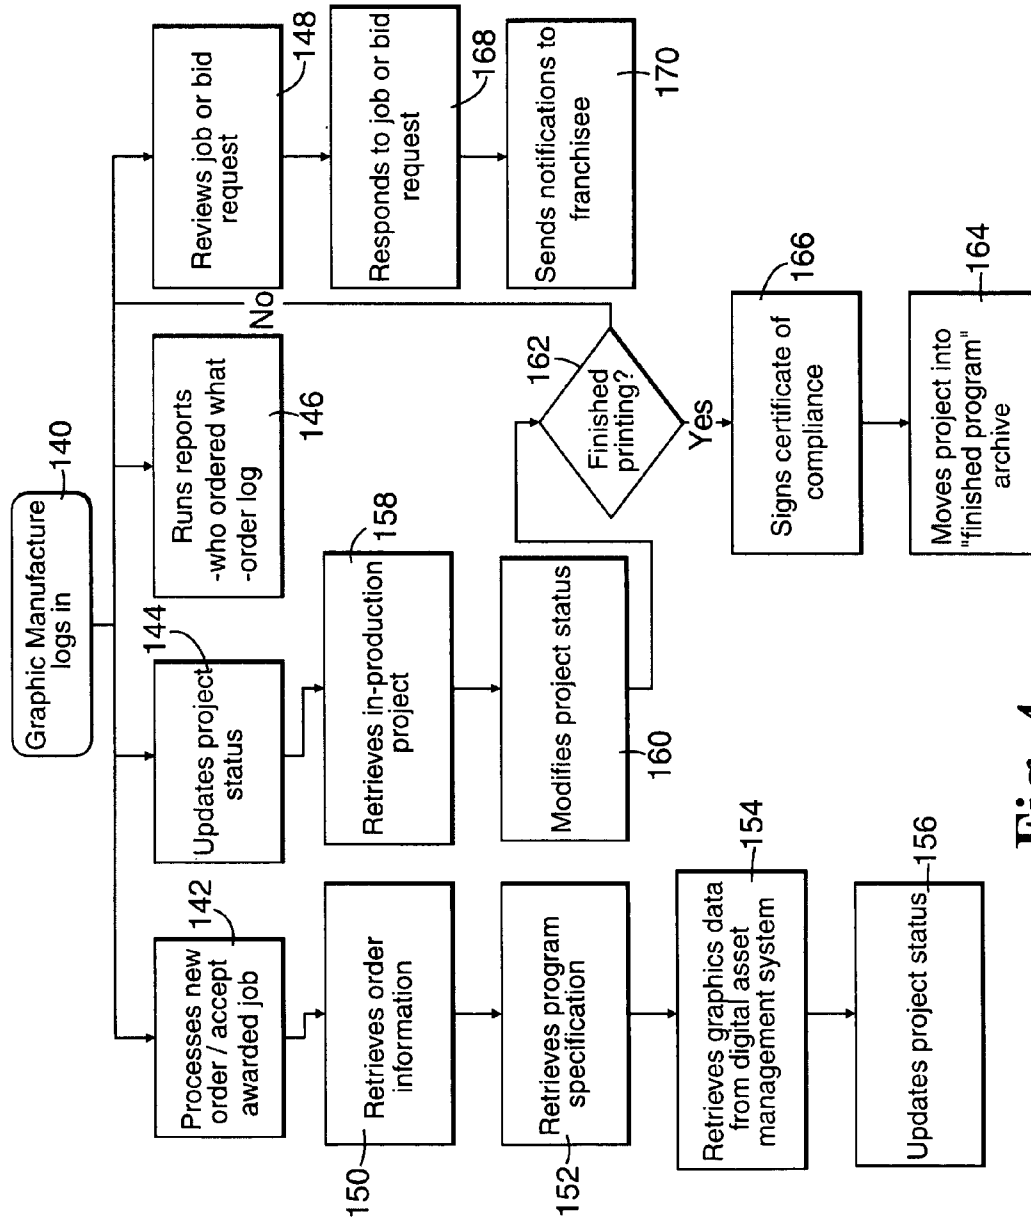 Graphic Manufacture
logs in
140
Processes new
order / accept
awarded job
142
Updates project
status
144
Runs reports
-who ordered what
-order log
146
Reviews job or bid
request
148
Retrieves order
information
150
Retrieves in-production
project
158
Responds to job or bid
request
168
Retrieves program
specification
152
Modifies project status
160
Finished
printing?
162
No
Yes
Sends notifications to
franchisee
170
Retrieves graphics data
from digital asset
management system
154
Signs certificate of
compliance
166
Updates project status
156
Moves project into
"finished program"
archive
164